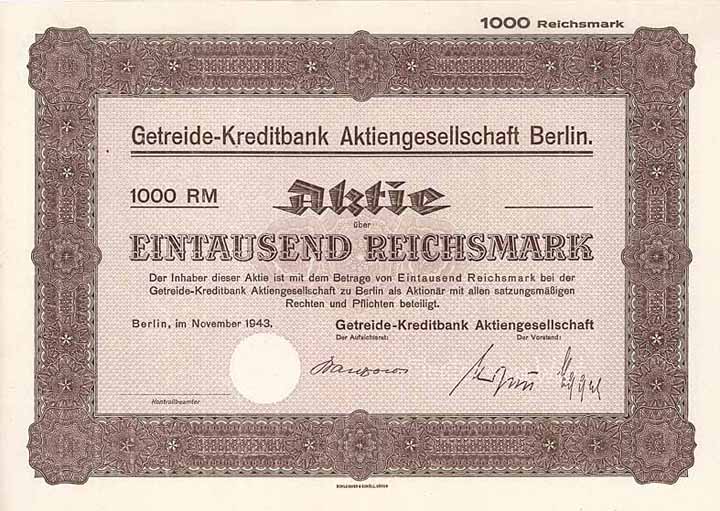 1000 Reichsmark
Getreide-Kreditbank Aktiengesellschaft Berlin.
1000 RM
Aktie
über
EINTAUSEND REICHSMARK
Der Inhaber dieser Aktie ist mit dem Betrage von Eintausend Reichsmark bei der
Getreide-Kreditbank Aktiengesellschaft zu Berlin als Aktionär mit allen satzungsmäßigen
Rechten und Pflichten beteiligt.
Berlin, im November 1943.
Getreide-Kreditbank Aktiengesellschaft
Der Aufsichtsrat:
Der Vorstand:
Kontrollbeamter